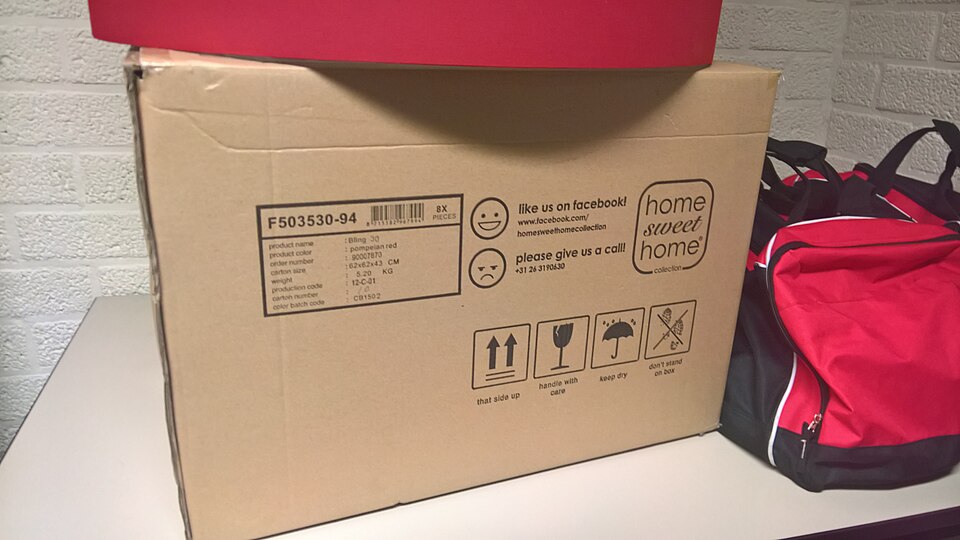 F503530-94
8X
PIECES
product name : Bling 30
product color : pompeian red
order number : 90007870
carton size : 62x62x43 CM
weight : 5.20 KG
production code : 12-C-01
carton number :
color batch code : CB1502
like us on facebook!
www.facebook.com/
homesweethomecollection
please give us a call!
+31 26 3190630
home
sweet
home®
collection
that side up
handle with
care
keep dry
don't stand
on box